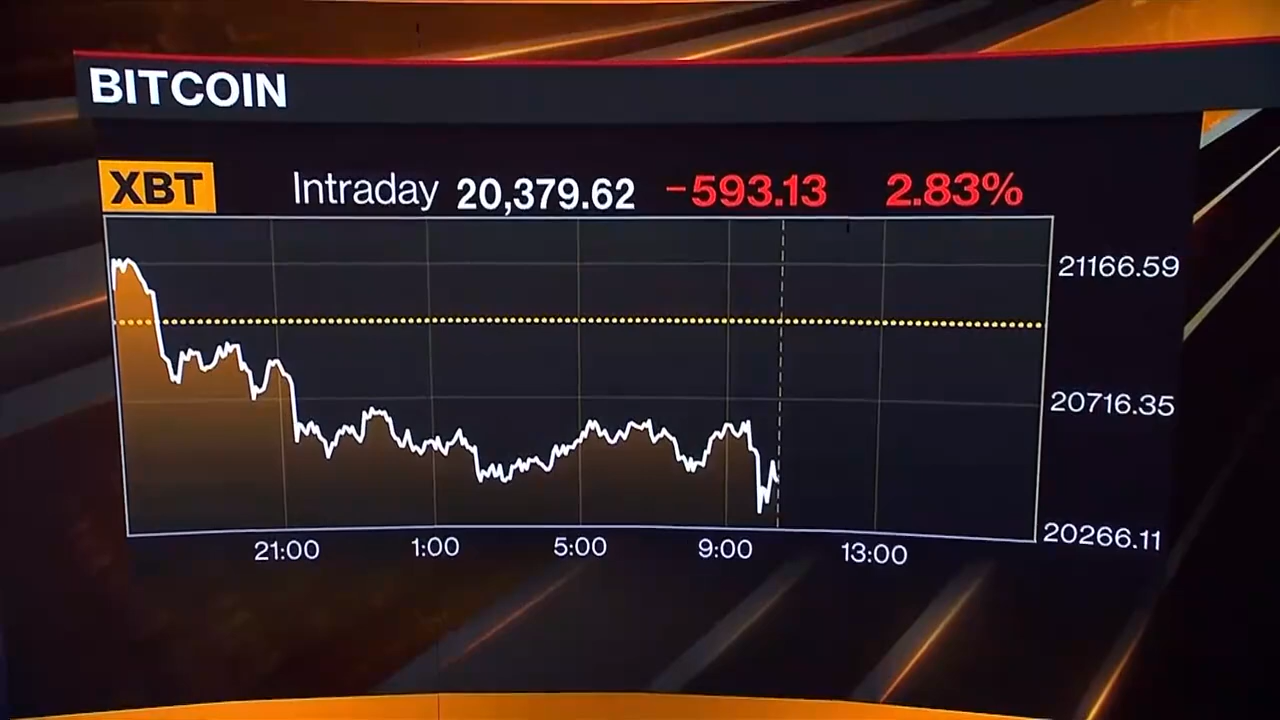 BITCOIN
XBT Intraday 20,379.62 -593.13 2.83%
21166.59
20716.35
20266.11
21:00 1:00 5:00 9:00 13:00